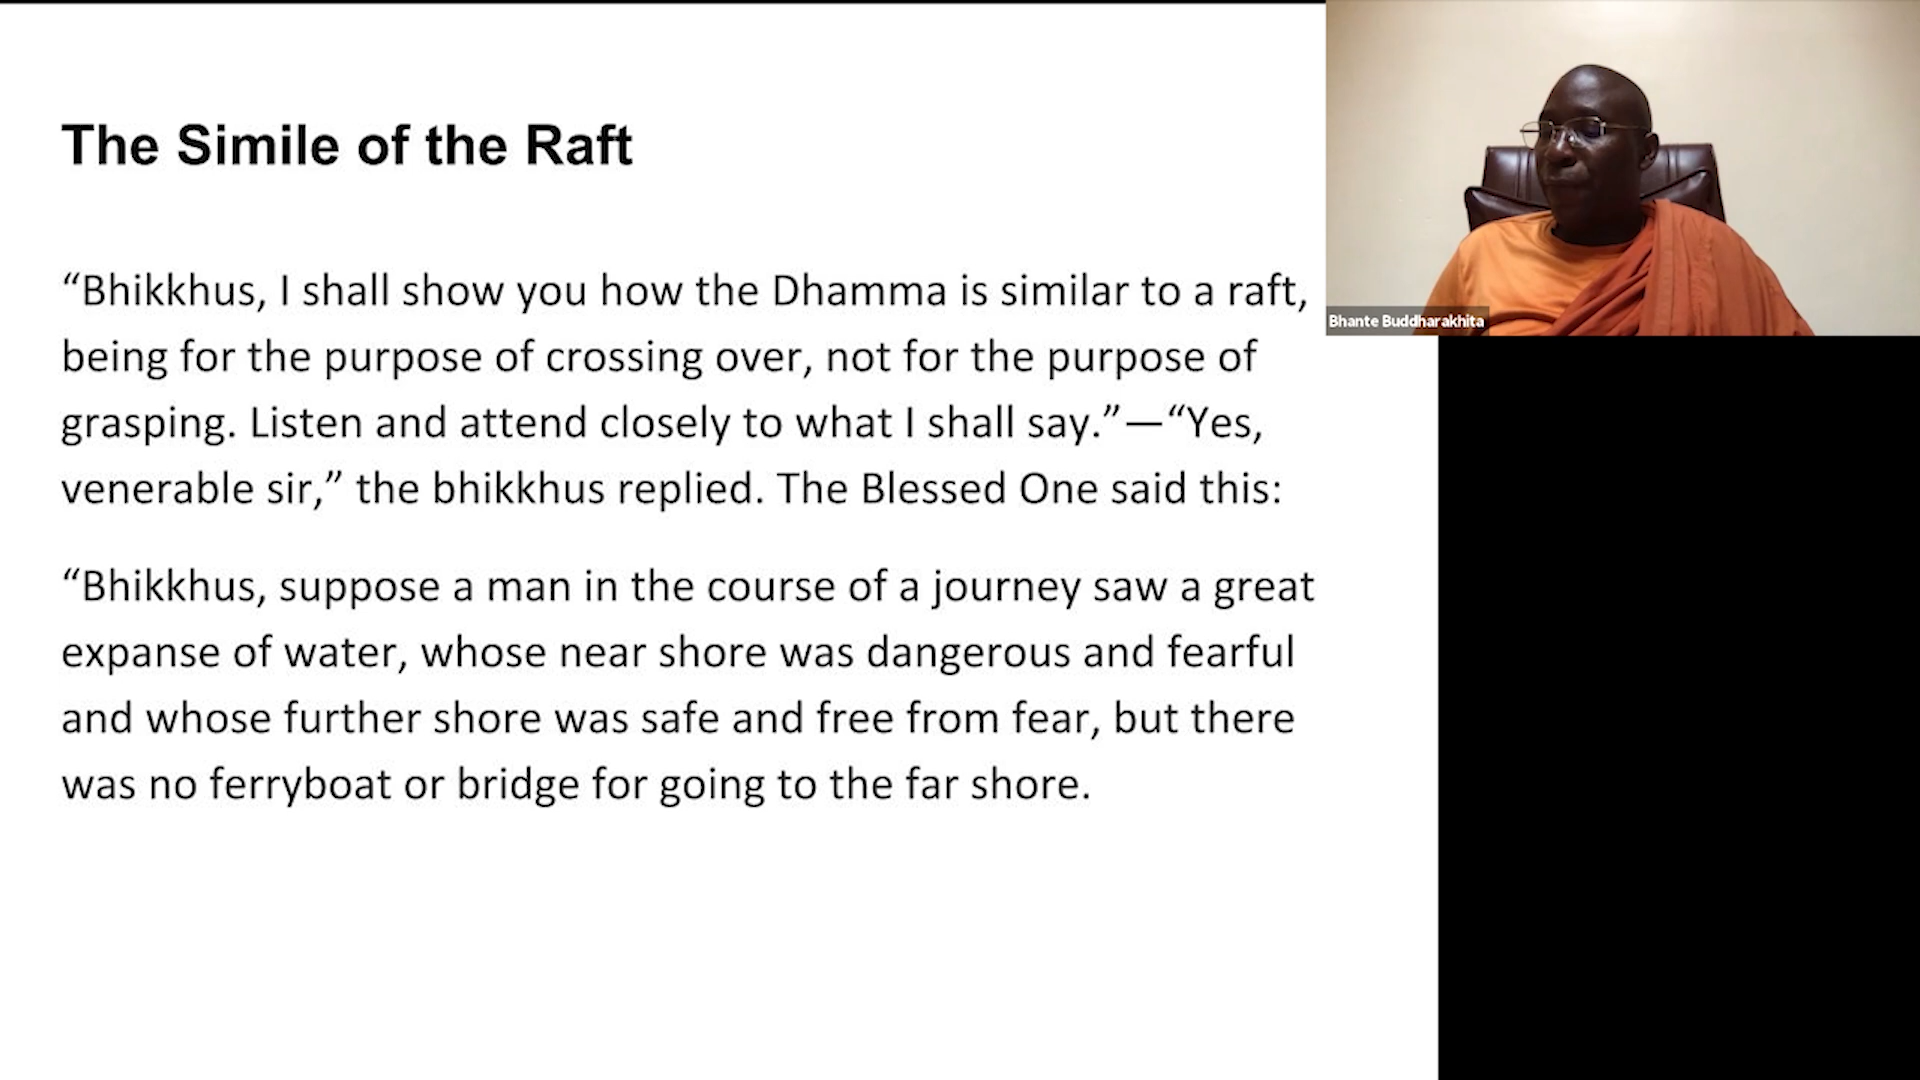 The Simile of the Raft
“Bhikkhus, I shall show you how the Dhamma is similar to a raft,
being for the purpose of crossing over, not for the purpose of
grasping. Listen and attend closely to what I shall say.”—“Yes,
venerable sir,” the bhikkhus replied. The Blessed One said this:
“Bhikkhus, suppose a man in the course of a journey saw a great
expanse of water, whose near shore was dangerous and fearful
and whose further shore was safe and free from fear, but there
was no ferryboat or bridge for going to the far shore.
Bhante Buddharakhita